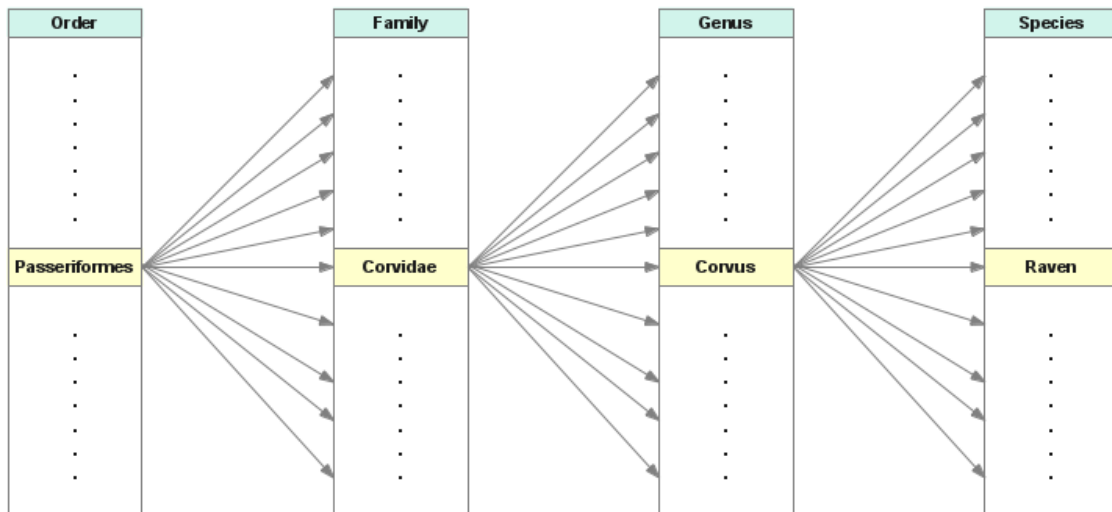 Order
Family
Genus
Species
Passeriformes
Corvidae
Corvus
Raven